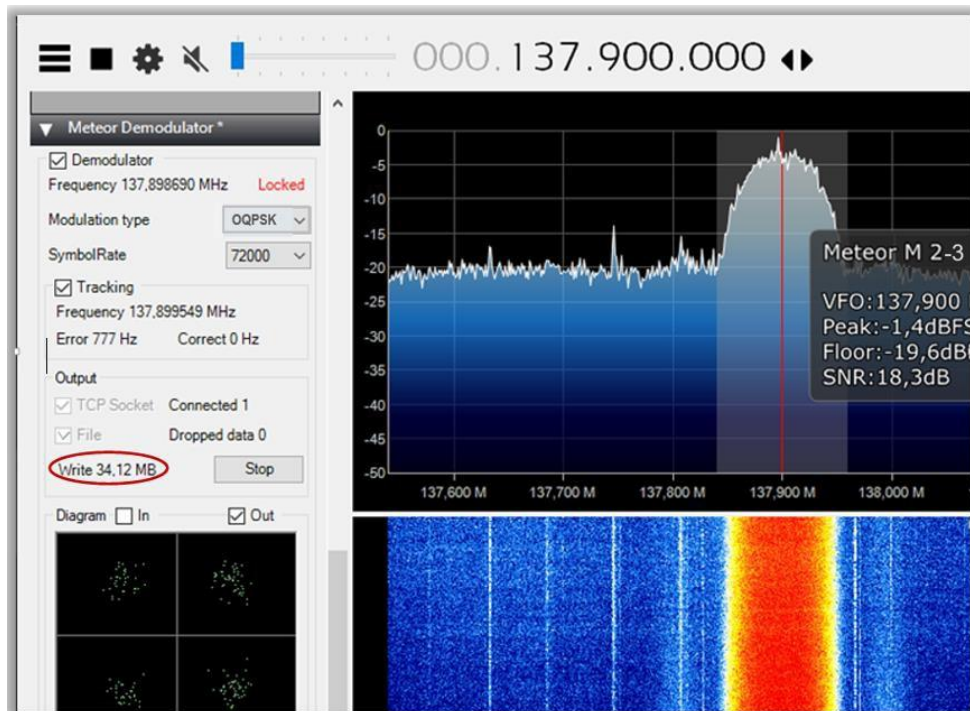 000.137.900.000
Meteor Demodulator *
Demodulator
Frequency 137,898690 MHz Locked
Modulation type OQPSK
SymbolRate 72000
Tracking
Frequency 137,899549 MHz
Error 777 Hz Correct 0 Hz
Output
TCP Socket Connected 1
File Dropped data 0
Write 34,12 MB Stop
Diagram In Out
0
-5
-10
-15
-20
-25
-30
-35
-40
-45
-50
137,600 M 137,700 M 137,800 M 137,900 M 138,000 M
Meteor M 2-3
VFO:137,900
Peak:-1,4dBFS
Floor:-19,6dB
SNR:18,3dB